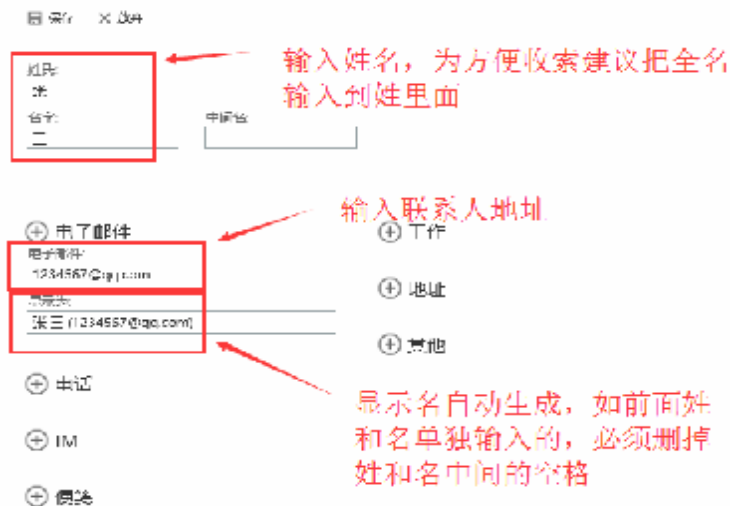 保存 放弃
输入姓名，为方便收索建议把全名
输入到姓里面
姓氏:
张
名字:
三
中间名:
输入联系人地址
电子邮件
工作
电子邮件:
1234567@qq.com
地址
显示为:
张三 (1234567@qq.com)
其他
电话
显示名自动生成，如前面姓
和名单独输入的，必须删掉
姓和名中间的空格
IM
便笺